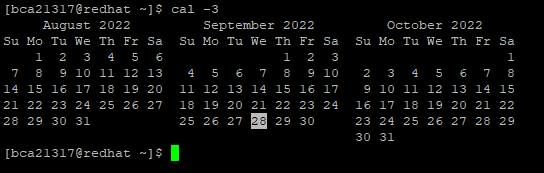 [bca21317@redhat ~]$ cal -3
     August 2022          September 2022         October 2022
Su Mo Tu We Th Fr Sa   Su Mo Tu We Th Fr Sa   Su Mo Tu We Th Fr Sa
    1  2  3  4  5  6                1  2  3                      1
 7  8  9 10 11 12 13    4  5  6  7  8  9 10    2  3  4  5  6  7  8
14 15 16 17 18 19 20   11 12 13 14 15 16 17    9 10 11 12 13 14 15
21 22 23 24 25 26 27   18 19 20 21 22 23 24   16 17 18 19 20 21 22
28 29 30 31            25 26 27 28 29 30      23 24 25 26 27 28 29
                                              30 31
[bca21317@redhat ~]$